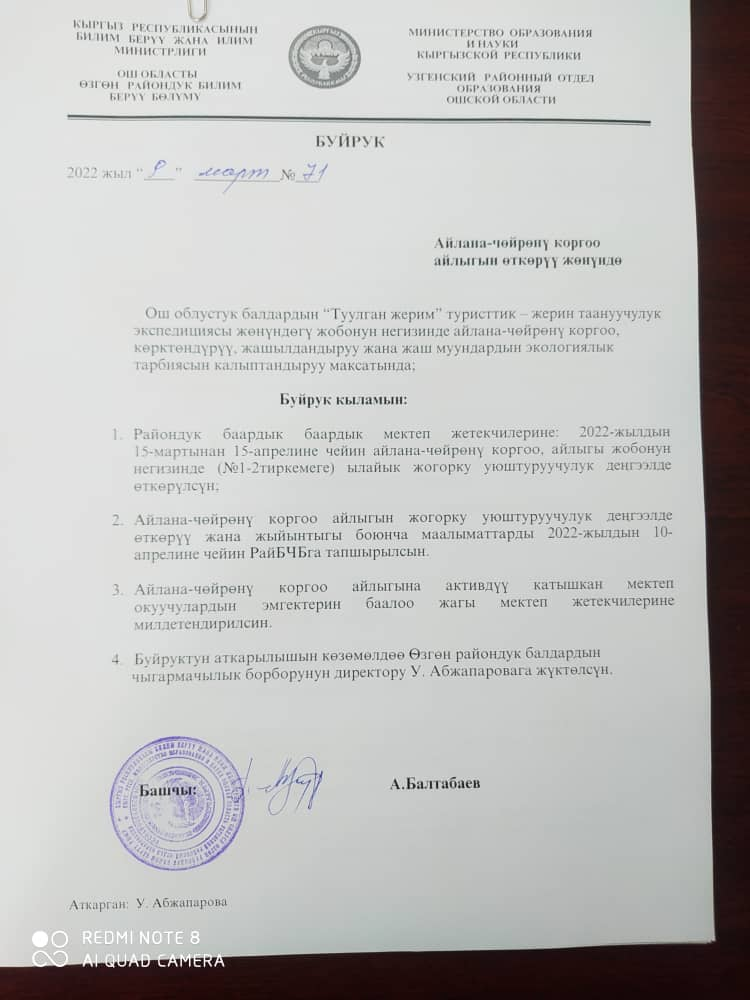 КЫРГЫЗ РЕСПУБЛИКАСЫНЫН
БИЛИМ БЕРҮҮ ЖАНА ИЛИМ
МИНИСТРЛИГИ
ОШ ОБЛАСТЫ
ӨЗГӨН РАЙОНДУК БИЛИМ
БЕРҮҮ БӨЛҮМҮ
МИНИСТЕРСТВО ОБРАЗОВАНИЯ
И НАУКИ
КЫРГЫЗСКОЙ РЕСПУБЛИКИ
УЗГЕНСКИЙ РАЙОННЫЙ ОТДЕЛ
ОБРАЗОВАНИЯ
ОШСКОЙ ОБЛАСТИ
БУЙРУК
2022 жыл “ 9 ” март № 71
Айлана-чөйрөнү коргоо
айлыгын өткөрүү жөнүндө
Ош облустук балдардын “Туулган жерим” туристтик – жерин таануучулук
экспедициясы жөнүндөгү жобонун негизинде айлана-чөйрөнү коргоо,
көрктөндүрүү, жашылдандыруу жана жаш муундардын экологиялык
тарбиясын калыптандыруу максатында;
Буйрук кыламын:
1. Райондук баардык баардык мектеп жетекчилерине: 2022-жылдын
15-мартынан 15-апрелине чейин айлана-чөйрөнү коргоо, айлыгы жобонун
негизинде (№1-2тиркемеге) ылайык жогорку уюштуруучулук деңгээлде
өткөрүлсүн;
2. Айлана-чөйрөнү коргоо айлыгын жогорку уюштуруучулук деңгээлде
өткөрүү жана жыйынтыгы боюнча маалыматтарды 2022-жылдын 10-
апрелине чейин РайБЧБга тапшырылсын.
3. Айлана-чөйрөнү коргоо айлыгына активдүү катышкан мектеп
окуучулардын эмгектерин баалоо жагы мектеп жетекчилерине
милдетендирилсин.
4. Буйруктун аткарылышын көзөмөлдөө Өзгөн райондук балдардын
чыгармачылык борборунун директору У. Абжапаровага жүктөлсүн.
Башчы:
А.Балтабаев
Аткарган: У. Абжапарова
REDMI NOTE 8
AI QUAD CAMERA